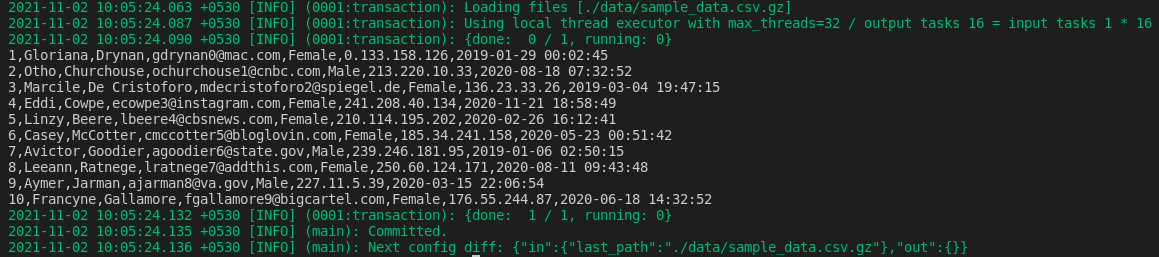 2021-11-02 10:05:24.063 +0530 [INFO] (0001:transaction): Loading files [./data/sample_data.csv.gz]
2021-11-02 10:05:24.087 +0530 [INFO] (0001:transaction): Using local thread executor with max_threads=32 / output tasks 16 = input tasks 1 * 16
2021-11-02 10:05:24.090 +0530 [INFO] (0001:transaction): {done:  0 / 1, running: 0}
1,Gloriana,Drynan,gdrynan0@mac.com,Female,0.133.158.126,2019-01-29 00:02:45
2,Otho,Churchouse,ochurchouse1@cnbc.com,Male,213.220.10.33,2020-08-18 07:32:52
3,Marcile,De Cristoforo,mdecristoforo2@spiegel.de,Female,136.23.33.26,2019-03-04 19:47:15
4,Eddi,Cowpe,ecowpe3@instagram.com,Female,241.208.40.134,2020-11-21 18:58:49
5,Linzy,Beere,lbeere4@cbsnews.com,Female,210.114.195.202,2020-02-26 16:12:41
6,Casey,McCotter,cmccotter5@bloglovin.com,Female,185.34.241.158,2020-05-23 00:51:42
7,Avictor,Goodier,agoodier6@state.gov,Male,239.246.181.95,2019-01-06 02:50:15
8,Leeann,Ratnege,lratnege7@addthis.com,Female,250.60.124.171,2020-08-11 09:43:48
9,Aymer,Jarman,ajarman8@va.gov,Male,227.11.5.39,2020-03-15 22:06:54
10,Francyne,Gallamore,fgallamore9@bigcartel.com,Female,176.55.244.87,2020-06-18 14:32:52
2021-11-02 10:05:24.132 +0530 [INFO] (0001:transaction): {done:  1 / 1, running: 0}
2021-11-02 10:05:24.135 +0530 [INFO] (main): Committed.
2021-11-02 10:05:24.136 +0530 [INFO] (main): Next config diff: {"in":{"last_path":"./data/sample_data.csv.gz"},"out":{}}